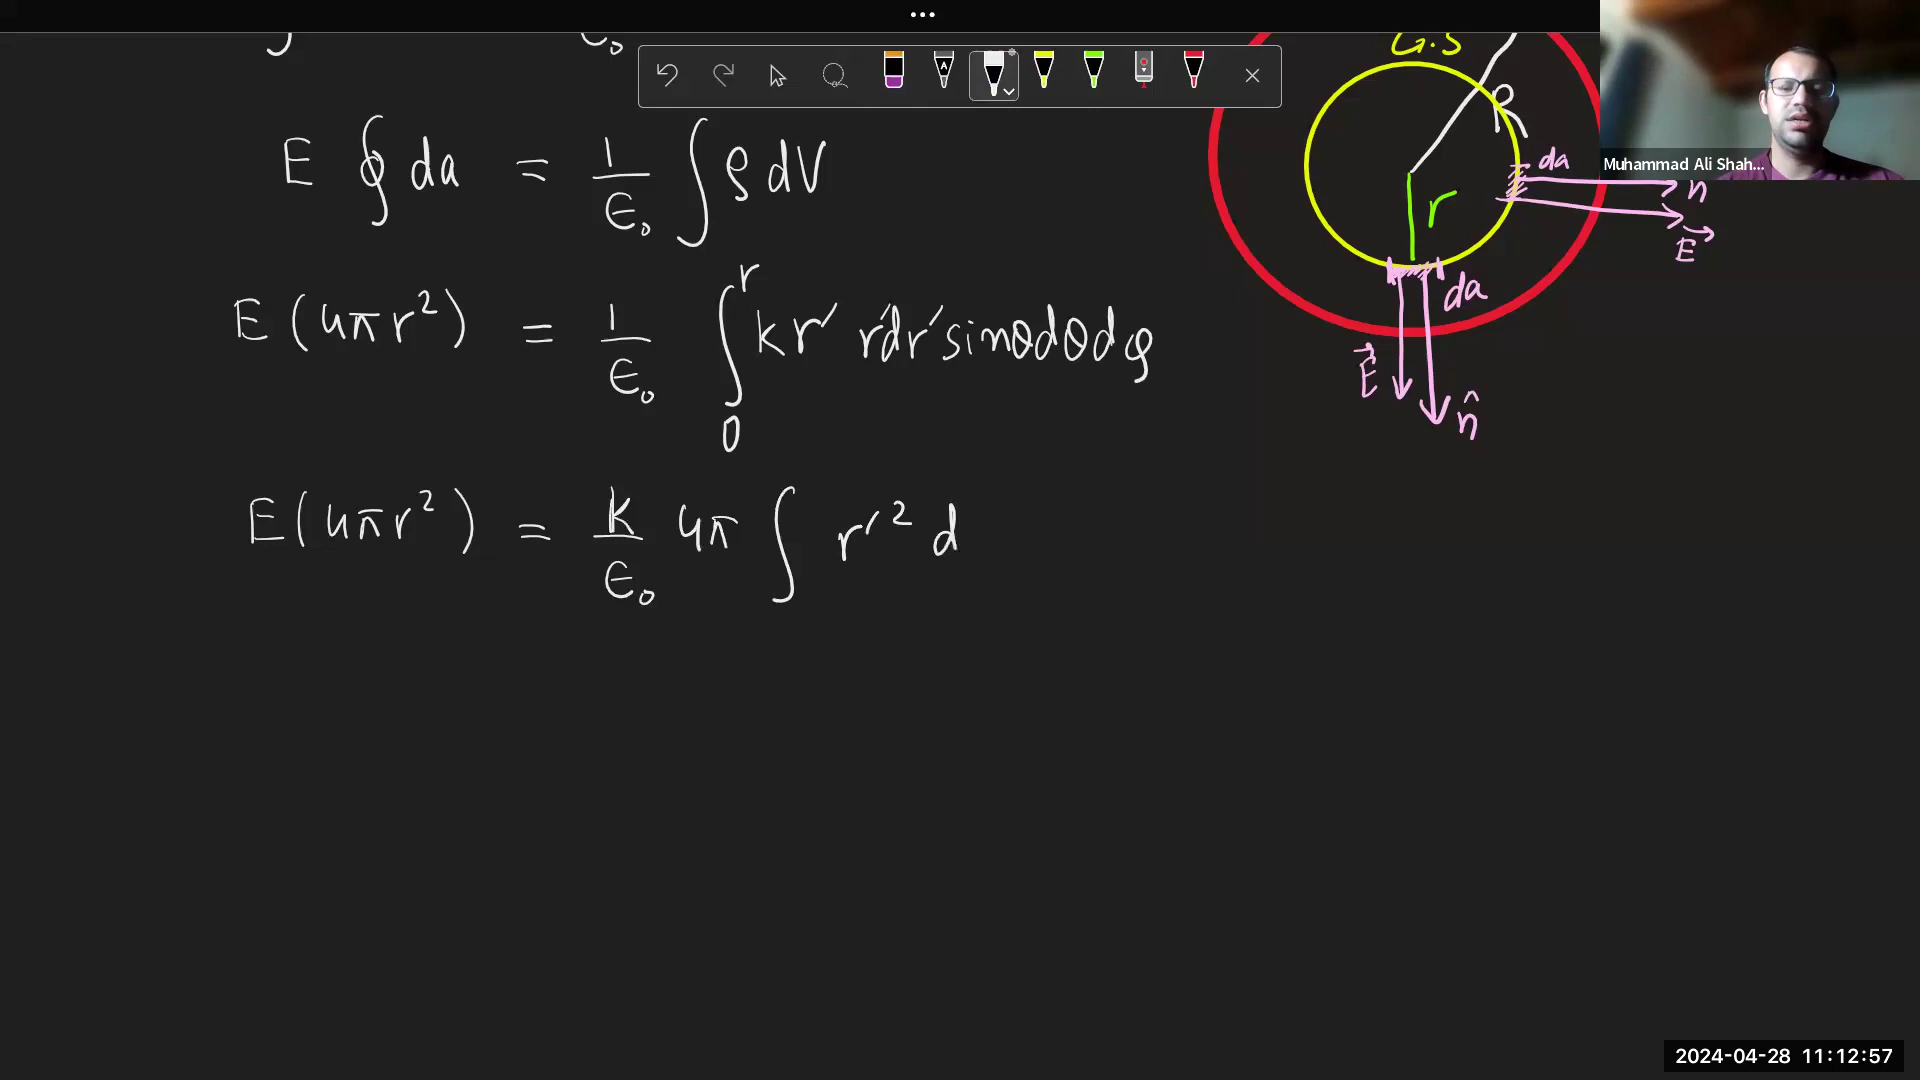 G.S
R
Muhammad Ali Shah...
E ∮ da = 1/ϵ₀ ∫ ρ dV
da
n
r
E⃗
da
E (4πr²) = 1/ϵ₀ ∫₀ʳ kr′ r′dr′ sinθdθdφ
E⃗
n̂
E(4πr²) = k/ϵ₀ 4π ∫ r′² d
2024-04-28 11:12:57